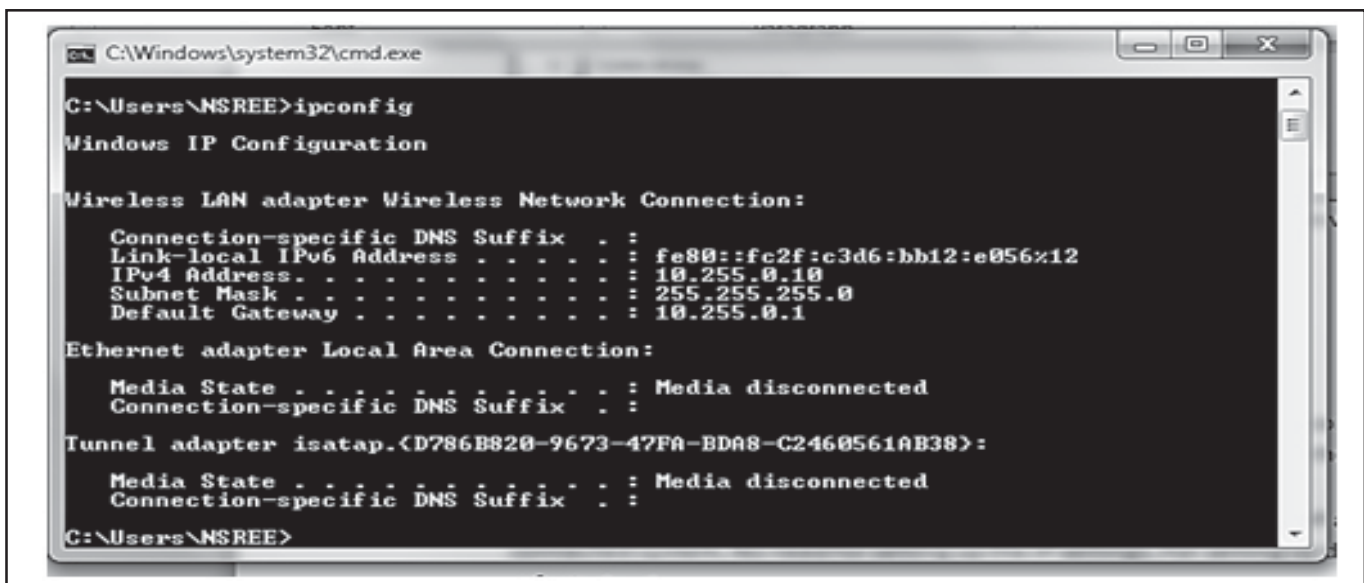 C:\Windows\system32\cmd.exe
C:\Users\NSREE>ipconfig
Windows IP Configuration
Wireless LAN adapter Wireless Network Connection:
Connection-specific DNS Suffix . :
Link-local IPv6 Address . . . . . : fe80::fc2f:c3d6:bb12:e056%12
IPv4 Address. . . . . . . . . . . : 10.255.0.10
Subnet Mask . . . . . . . . . . . : 255.255.255.0
Default Gateway . . . . . . . . . : 10.255.0.1
Ethernet adapter Local Area Connection:
Media State . . . . . . . . . . . : Media disconnected
Connection-specific DNS Suffix . :
Tunnel adapter isatap.{D786B820-9673-47FA-BDA8-C2460561AB38}:
Media State . . . . . . . . . . . : Media disconnected
Connection-specific DNS Suffix . :
C:\Users\NSREE>